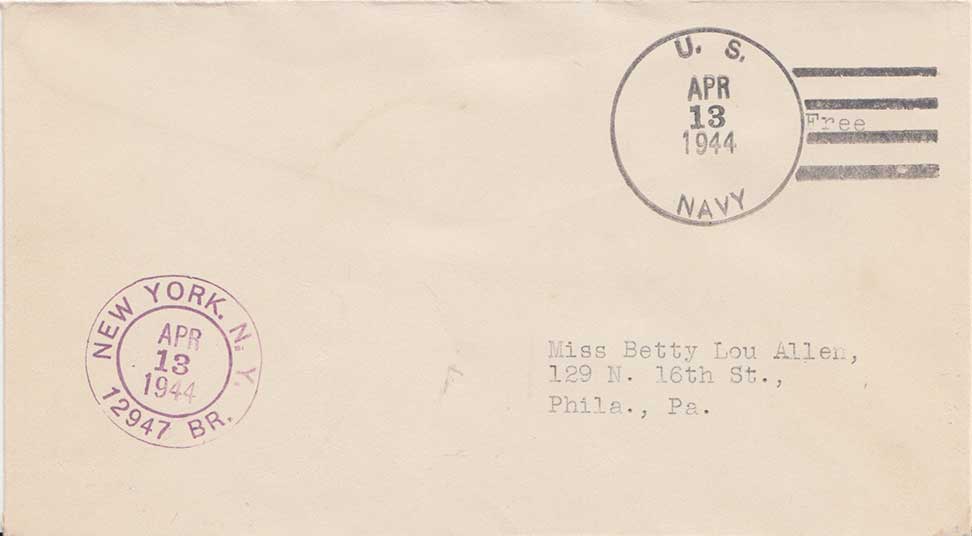 U. S.
APR
13
1944
NAVY
Free
NEW YORK, N. Y.
APR
13
1944
12947 BR.
Miss Betty Lou Allen,
129 N. 16th St.,
Phila., Pa.